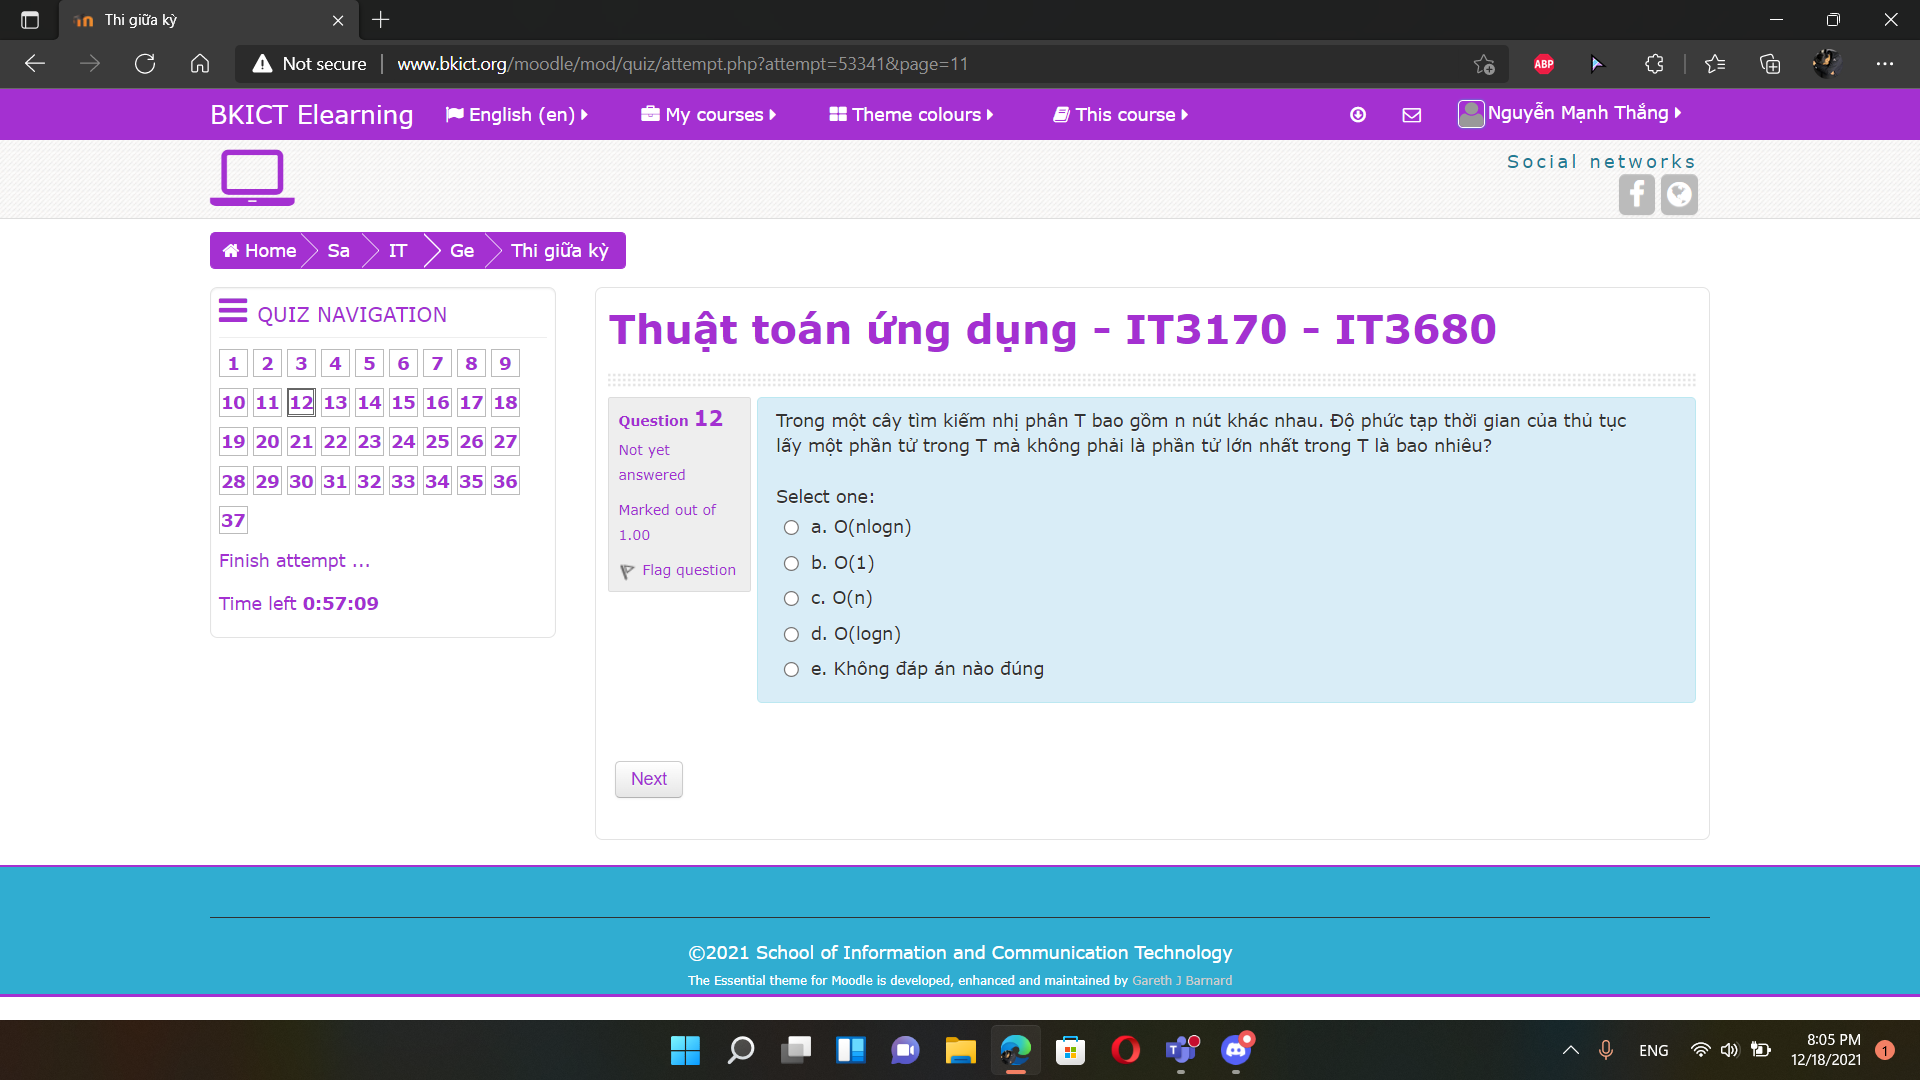 Thi giữa kỳ
Not secure
www.bkict.org/moodle/mod/quiz/attempt.php?attempt=53341&page=11
ABP
BKICT Elearning
English (en)
My courses
Theme colours
This course
Nguyễn Mạnh Thắng
Social networks
Home
Sa
IT
Ge
Thi giữa kỳ
QUIZ NAVIGATION
1 2 3 4 5 6 7 8 9
10 11 12 13 14 15 16 17 18
19 20 21 22 23 24 25 26 27
28 29 30 31 32 33 34 35 36
37
Finish attempt ...
Time left 0:57:09
Thuật toán ứng dụng - IT3170 - IT3680
Question 12
Not yet
answered
Marked out of
1.00
Flag question
Trong một cây tìm kiếm nhị phân T bao gồm n nút khác nhau. Độ phức tạp thời gian của thủ tục
lấy một phần tử trong T mà không phải là phần tử lớn nhất trong T là bao nhiêu?
Select one:
a. O(nlogn)
b. O(1)
c. O(n)
d. O(logn)
e. Không đáp án nào đúng
Next
©2021 School of Information and Communication Technology
The Essential theme for Moodle is developed, enhanced and maintained by Gareth J Barnard
ENG
8:05 PM
12/18/2021
1